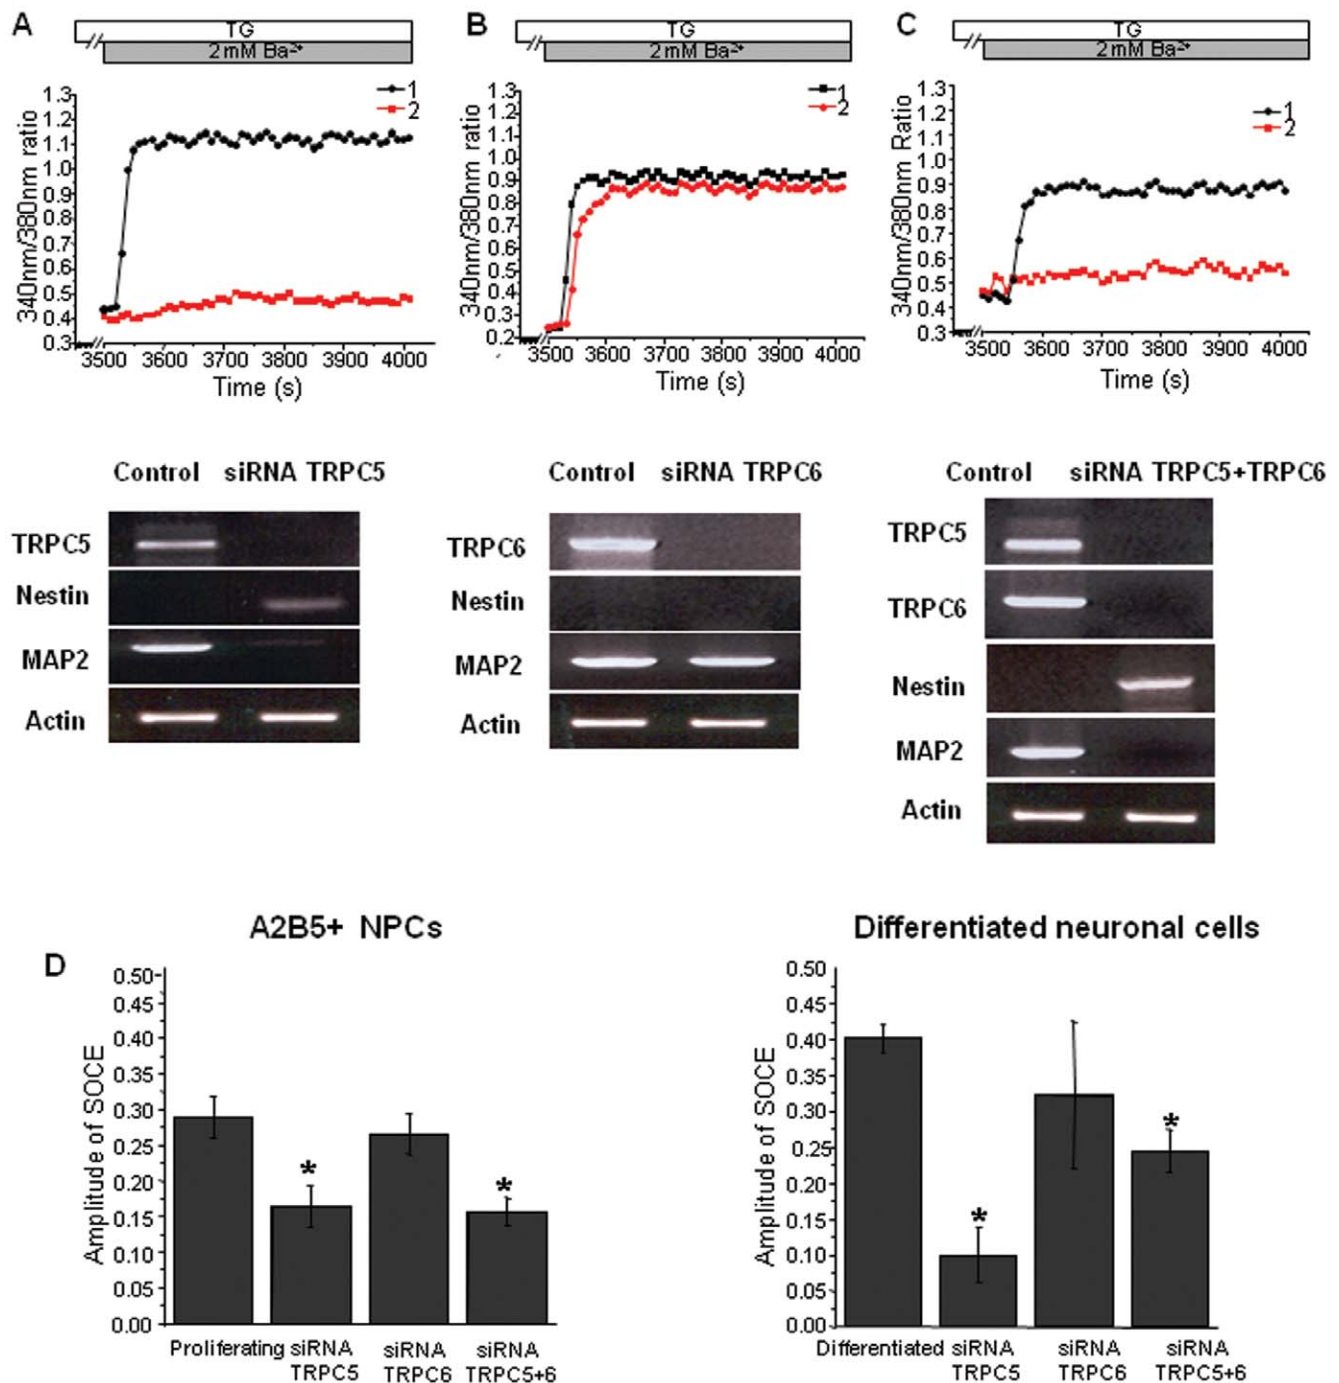 A
TG
2 mM Ba2+
1
2
340nm/380nm ratio
1.3
1.2
1.1
1.0
0.9
0.8
0.7
0.6
0.5
0.4
0.3
3500 3600 3700 3800 3900 4000
Time (s)
B
TG
2 mM Ba2+
1
2
340nm/380nm ratio
1.3
1.2
1.1
1.0
0.9
0.8
0.7
0.6
0.5
0.4
0.3
0.2
3500 3600 3700 3800 3900 4000
Time (s)
C
TG
2 mM Ba2+
1
2
340nm/380nm Ratio
1.3
1.2
1.1
1.0
0.9
0.8
0.7
0.6
0.5
0.4
0.3
3500 3600 3700 3800 3900 4000
Time (s)
Control siRNA TRPC5
TRPC5
Nestin
MAP2
Actin
Control siRNA TRPC6
TRPC6
Nestin
MAP2
Actin
Control siRNA TRPC5+TRPC6
TRPC5
TRPC6
Nestin
MAP2
Actin
D
A2B5+ NPCs
Amplitude of SOCE
0.50
0.45
0.40
0.35
0.30
0.25
0.20
0.15
0.10
0.05
0.00
*
*
Proliferating siRNA TRPC5 siRNA TRPC6 siRNA TRPC5+6
Differentiated neuronal cells
Amplitude of SOCE
0.50
0.45
0.40
0.35
0.30
0.25
0.20
0.15
0.10
0.05
0.00
*
*
Differentiated siRNA TRPC5 siRNA TRPC6 siRNA TRPC5+6